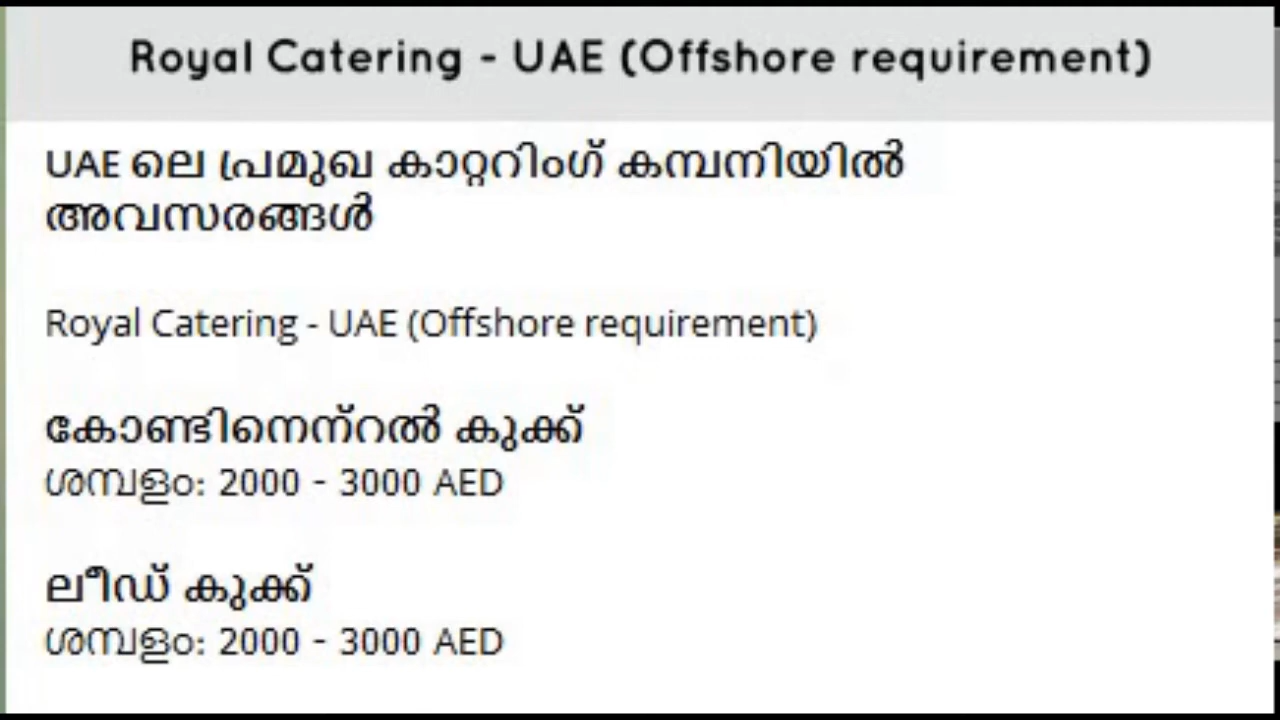 Royal Catering - UAE (Offshore requirement)
UAE ലെ പ്രമുഖ കാറ്ററിംഗ് കമ്പനിയിൽ
അവസരങ്ങൾ
Royal Catering - UAE (Offshore requirement)
കോണ്ടിനെന്റൽ കുക്ക്
ശമ്പളം: 2000 - 3000 AED
ലീഡ് കുക്ക്
ശമ്പളം: 2000 - 3000 AED